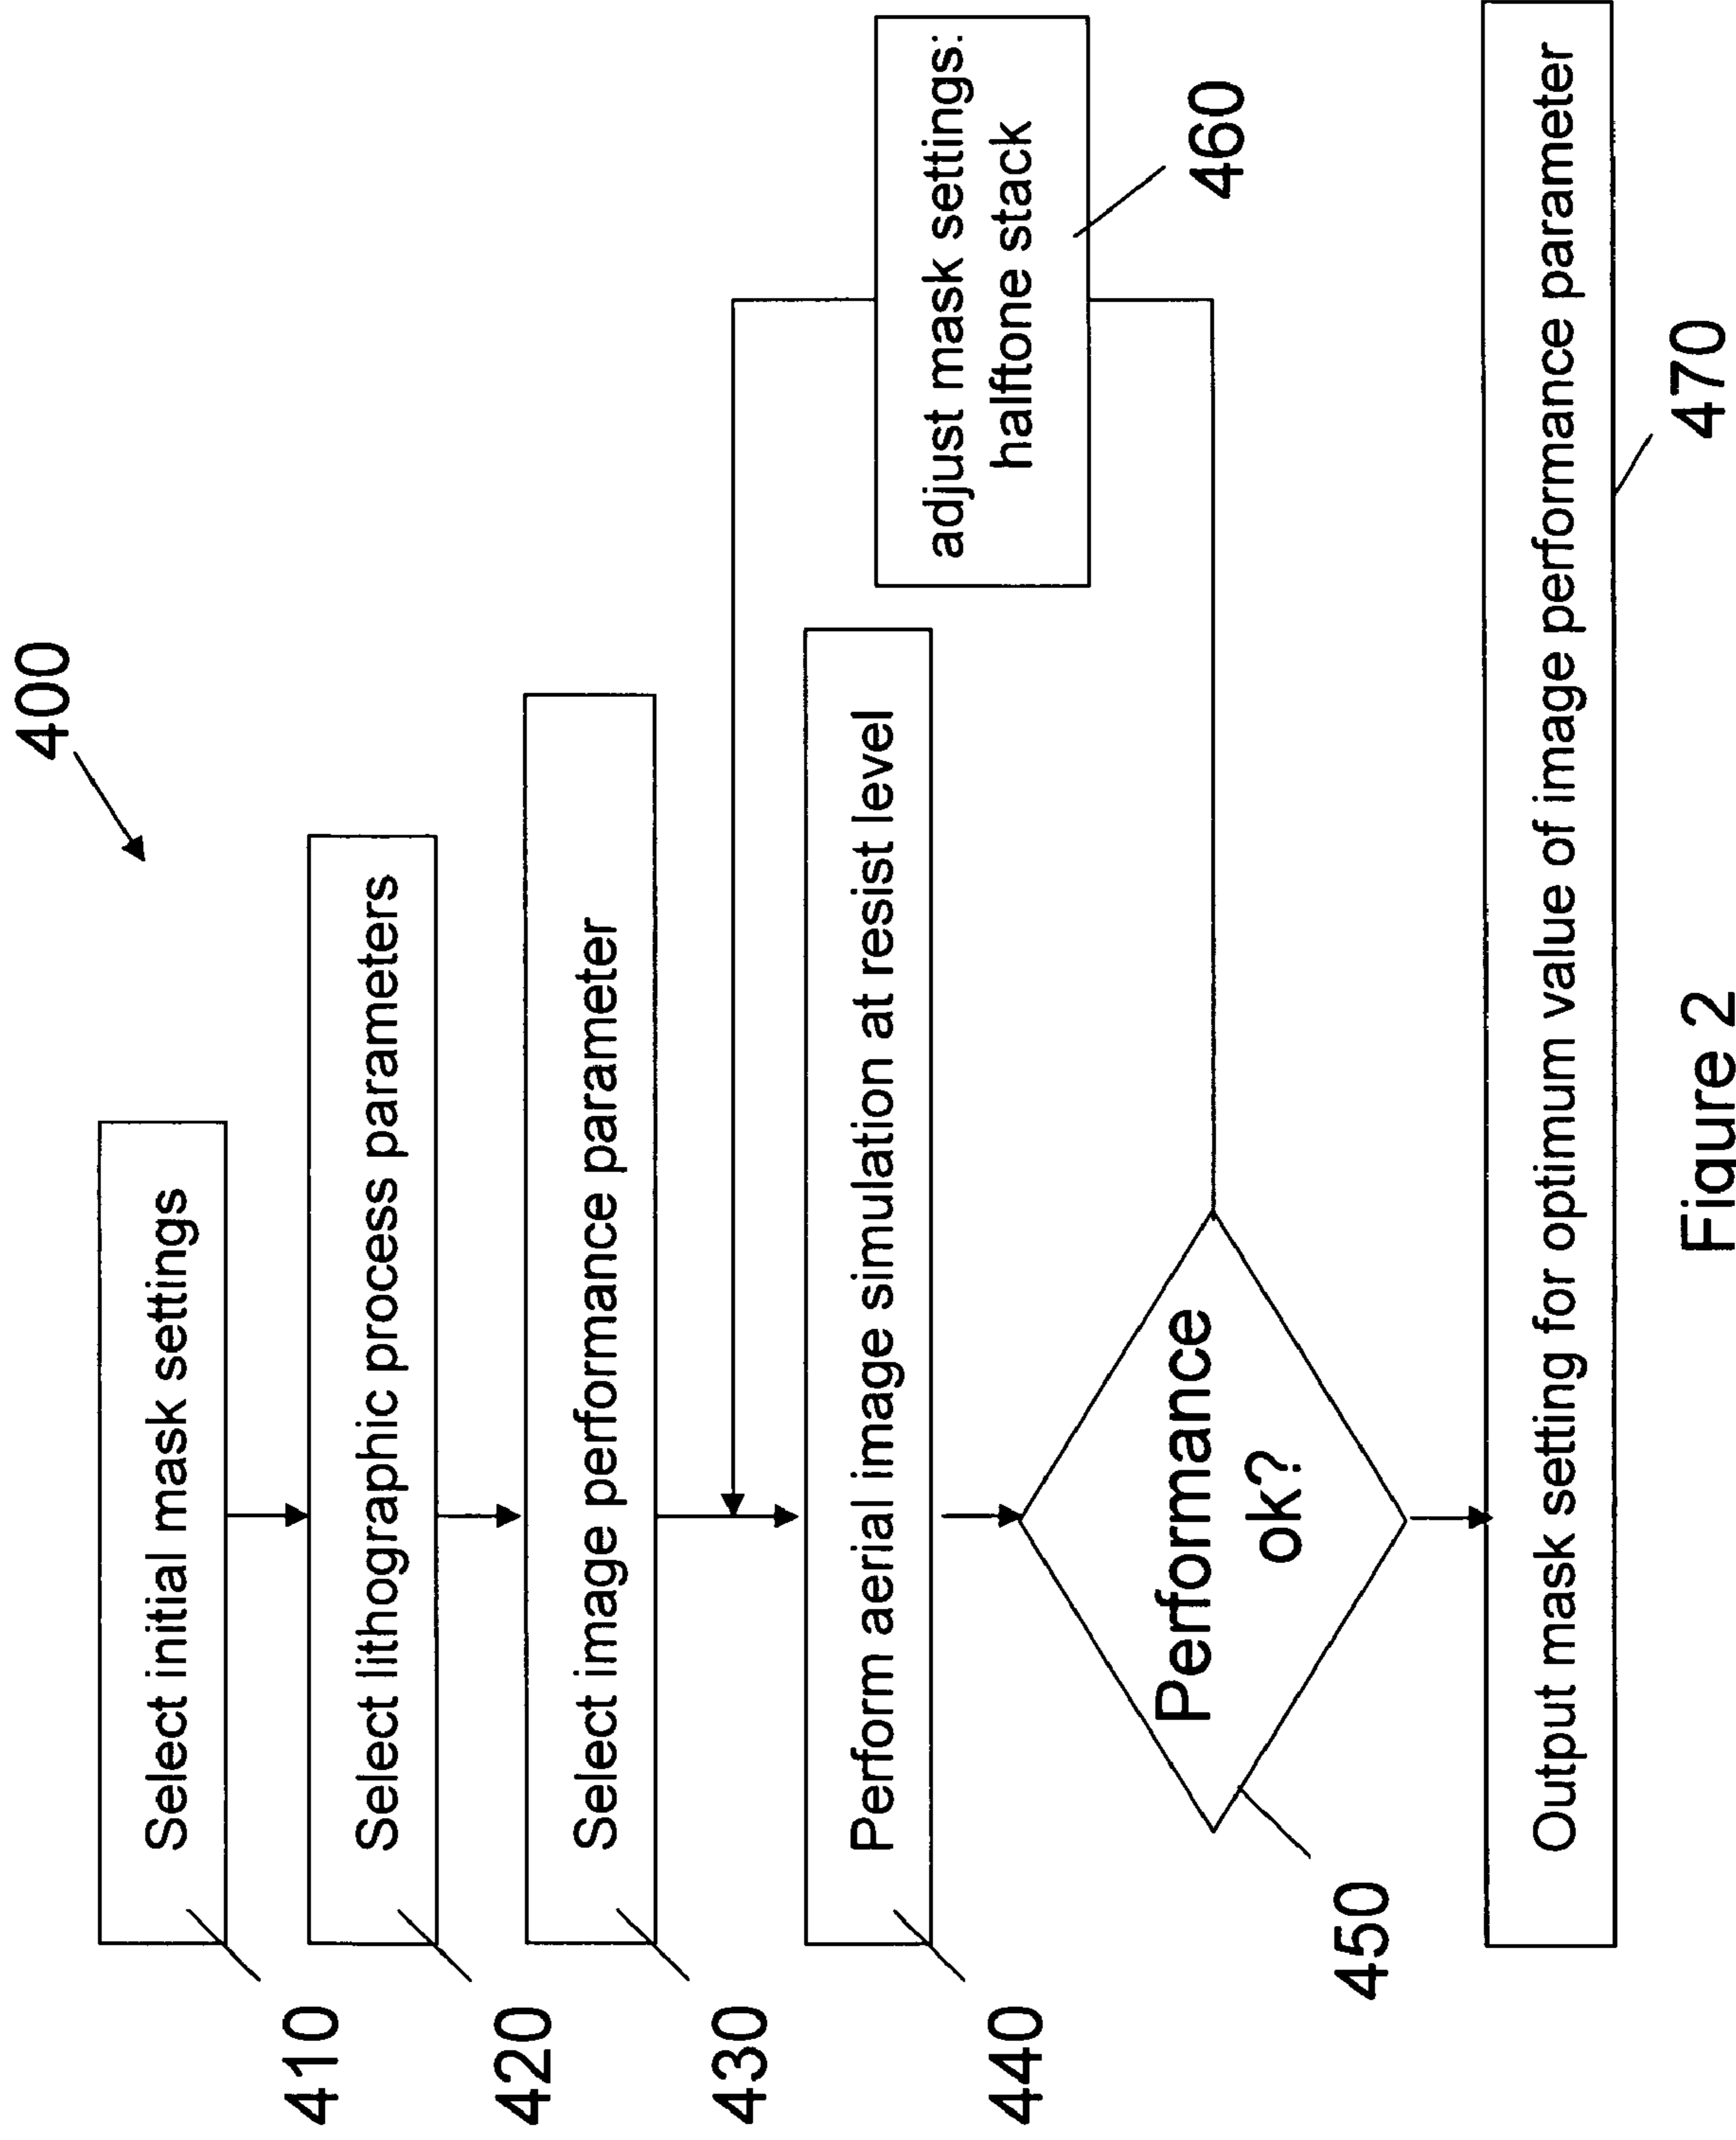 400
Select initial mask settings
410
Select lithographic process parameters
420
Select image performance parameter
430
adjust mask settings:
halftone stack
460
Perform aerial image simulation at resist level
440
Performance
ok?
450
Output mask setting for optimum value of image performance parameter
470
Figure 2